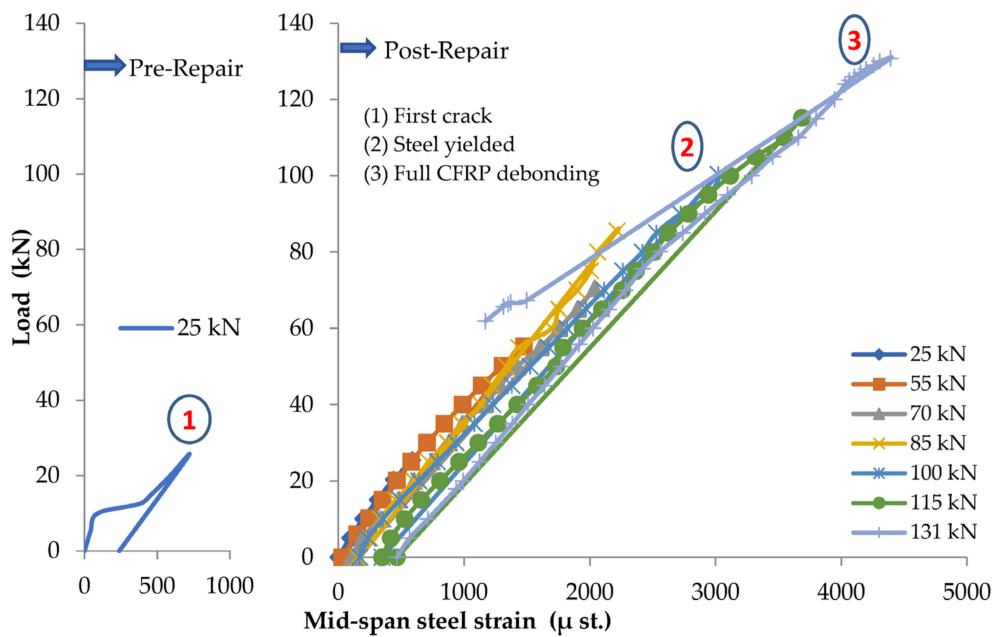 Load (kN)
140
120
100
80
60
40
20
0
Pre-Repair
25 kN
1
0
500
1000
140
120
100
80
60
40
20
0
Post-Repair
(1) First crack
(2) Steel yielded
(3) Full CFRP debonding
2
3
25 kN
55 kN
70 kN
85 kN
100 kN
115 kN
131 kN
0
1000
2000
3000
4000
5000
Mid-span steel strain (μ st.)